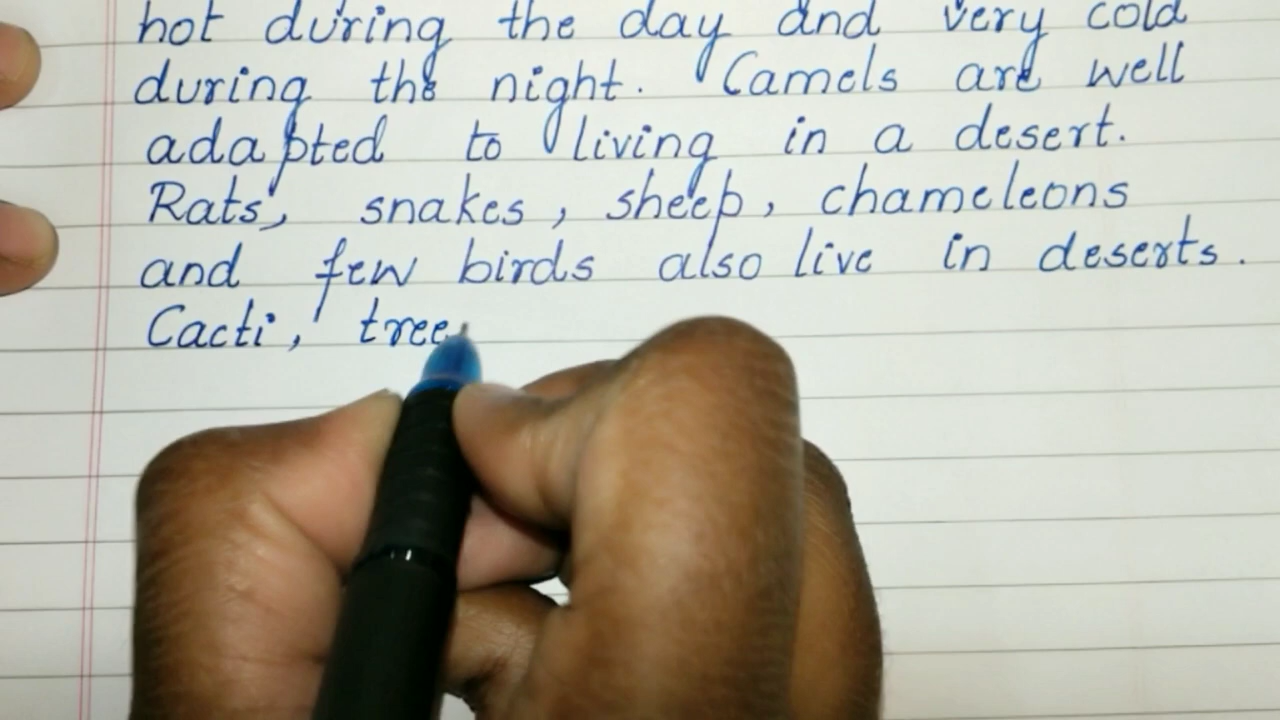 hot during the day and very cold
during the night. Camels are well
adapted to living in a desert.
Rats, snakes, sheep, chameleons
and few birds also live in deserts.
Cacti, tree